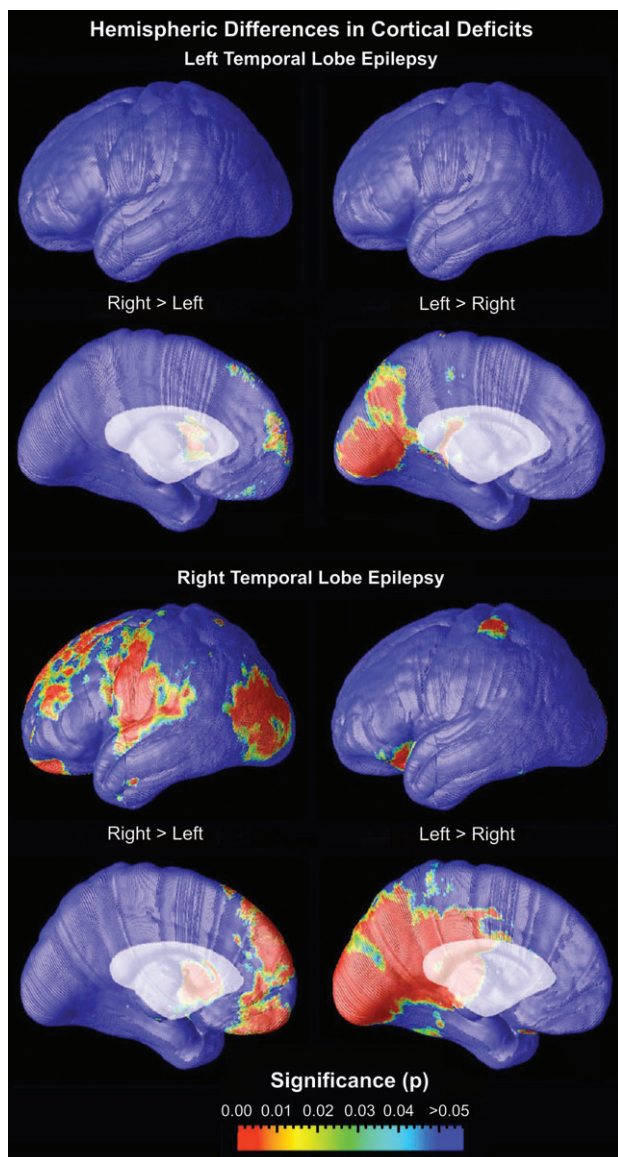 Hemispheric Differences in Cortical Deficits
Left Temporal Lobe Epilepsy
Right > Left
Left > Right
Right Temporal Lobe Epilepsy
Right > Left
Left > Right
Significance (p)
0.00 0.01 0.02 0.03 0.04 >0.05